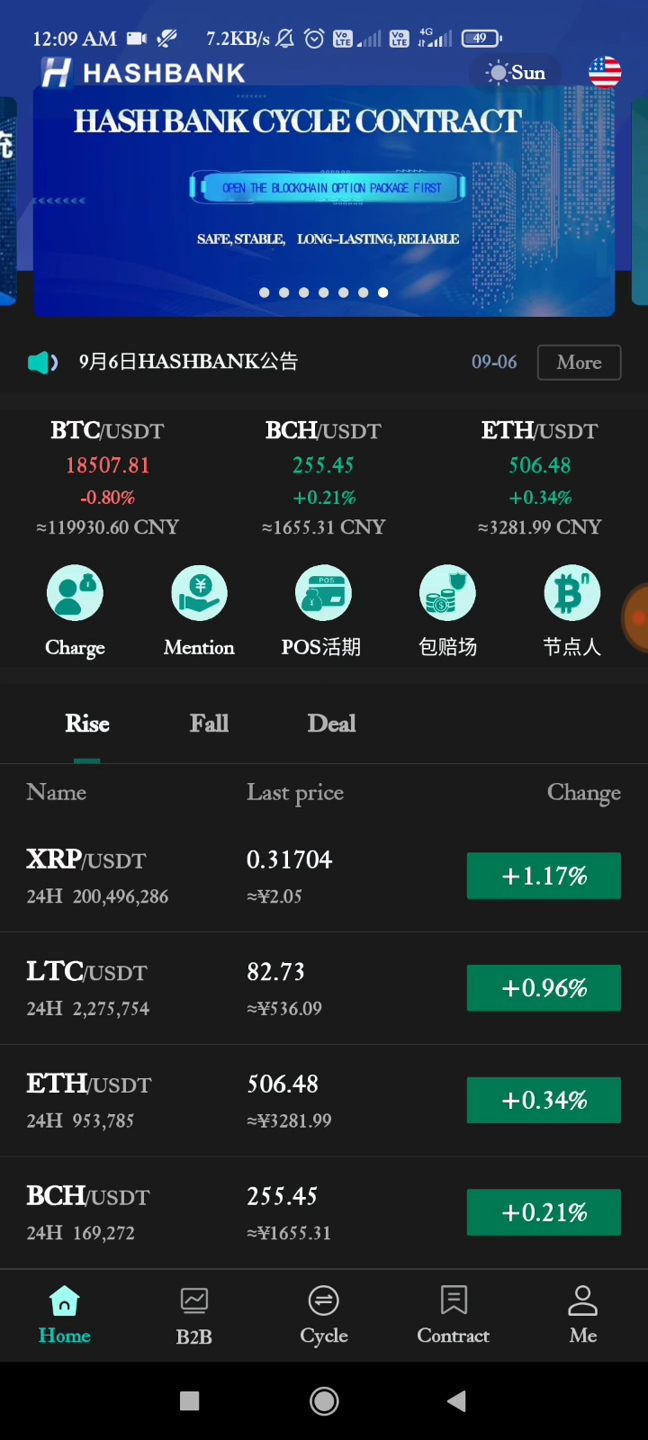 12:09 AM 7.2KB/s Vo LTE Vo LTE 4G 49
HASHBANK
Sun
充
HASH BANK CYCLE CONTRACT
OPEN THE BLOCKCHAIN OPTION PACKAGE FIRST
SAFE, STABLE, LONG-LASTING, RELIABLE
9月6日HASHBANK公告 09-06 More
BTC/USDT BCH/USDT ETH/USDT
18507.81 255.45 506.48
-0.80% +0.21% +0.34%
≈119930.60 CNY ≈1655.31 CNY ≈3281.99 CNY
POS
Charge Mention POS活期 包赔场 节点人
Rise Fall Deal
Name Last price Change
XRP/USDT 0.31704 +1.17%
24H 200,496,286 ≈¥2.05
LTC/USDT 82.73 +0.96%
24H 2,275,754 ≈¥536.09
ETH/USDT 506.48 +0.34%
24H 953,785 ≈¥3281.99
BCH/USDT 255.45 +0.21%
24H 169,272 ≈¥1655.31
Home B2B Cycle Contract Me